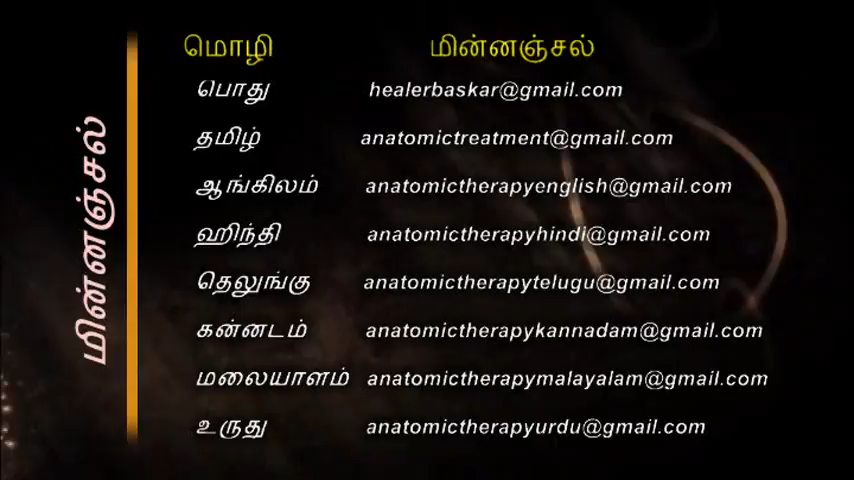 மின்னஞ்சல்
மொழி மின்னஞ்சல்
பொது healerbaskar@gmail.com
தமிழ் anatomictreatment@gmail.com
ஆங்கிலம் anatomictherapyenglish@gmail.com
ஹிந்தி anatomictherapyhindi@gmail.com
தெலுங்கு anatomictherapytelugu@gmail.com
கன்னடம் anatomictherapykannadam@gmail.com
மலையாளம் anatomictherapymalayalam@gmail.com
உருது anatomictherapyurdu@gmail.com